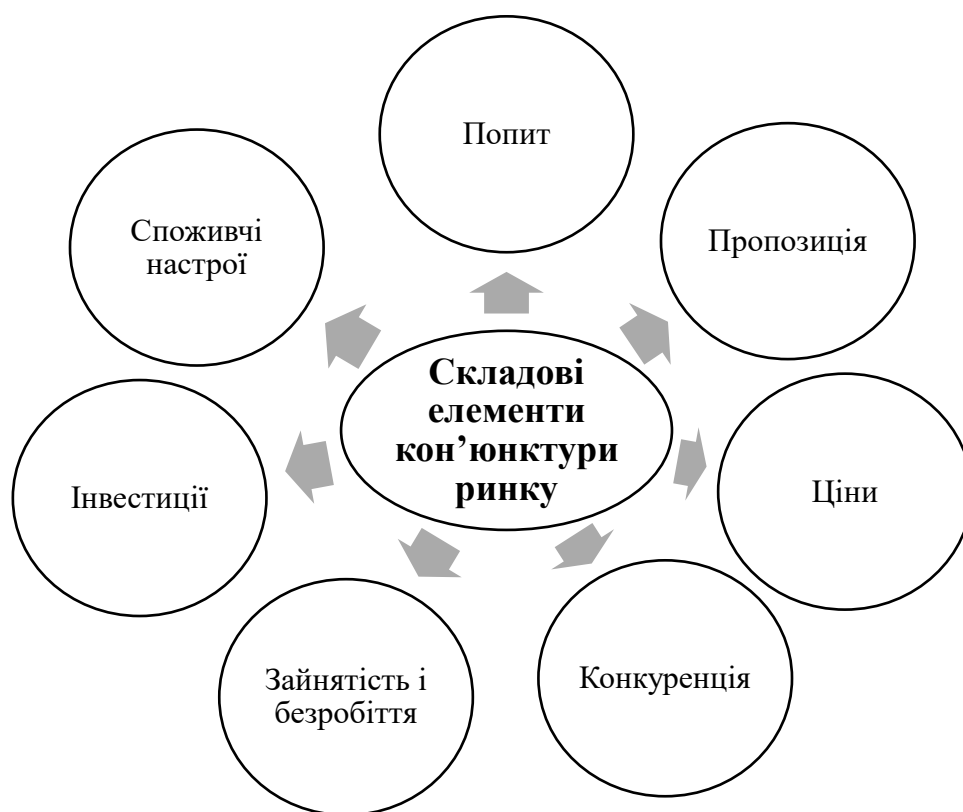 Попит
Пропозиція
Споживчі
настрої
Складові
елементи
кон’юнктури
ринку
Ціни
Інвестиції
Конкуренція
Зайнятість і
безробіття